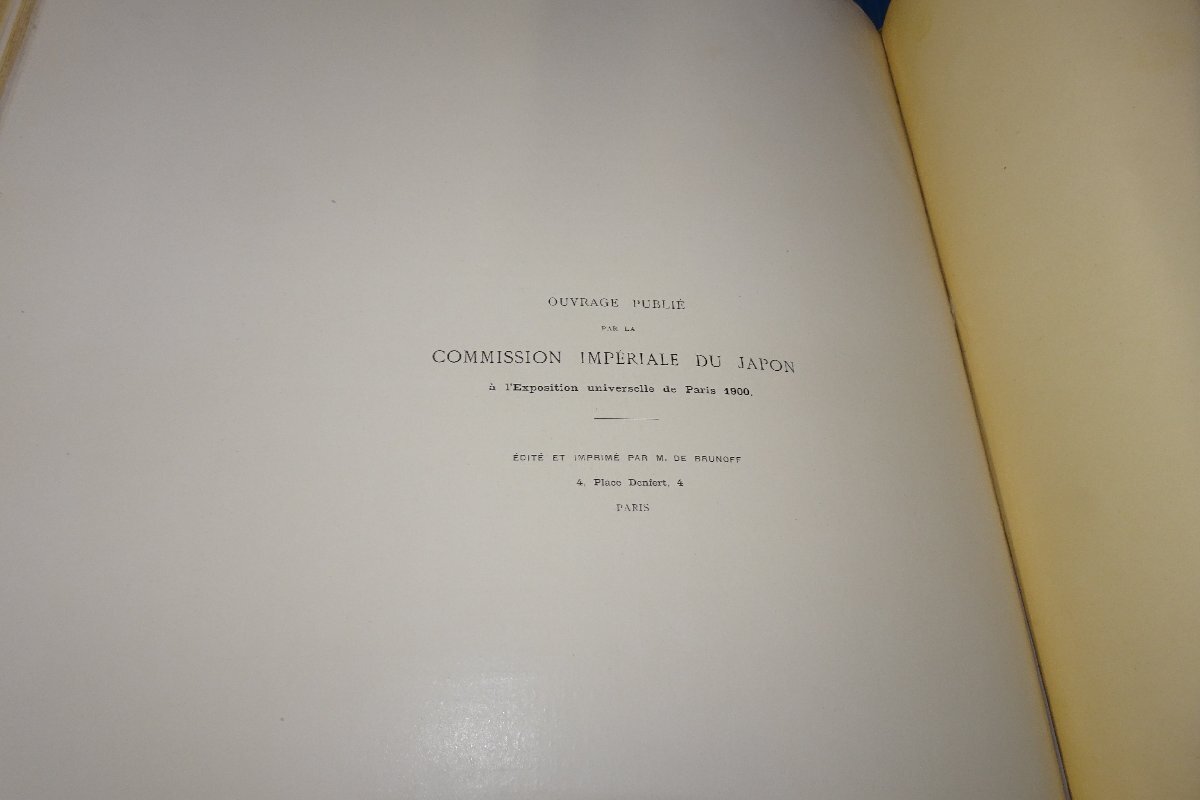 OUVRAGE PUBLIÉ
PAR LA
COMMISSION IMPÉRIALE DU JAPON
à l'Exposition universelle de Paris 1900.
ÉDITÉ ET IMPRIMÉ PAR M. DE BRUNOFF
4, Place Denfert, 4
PARIS